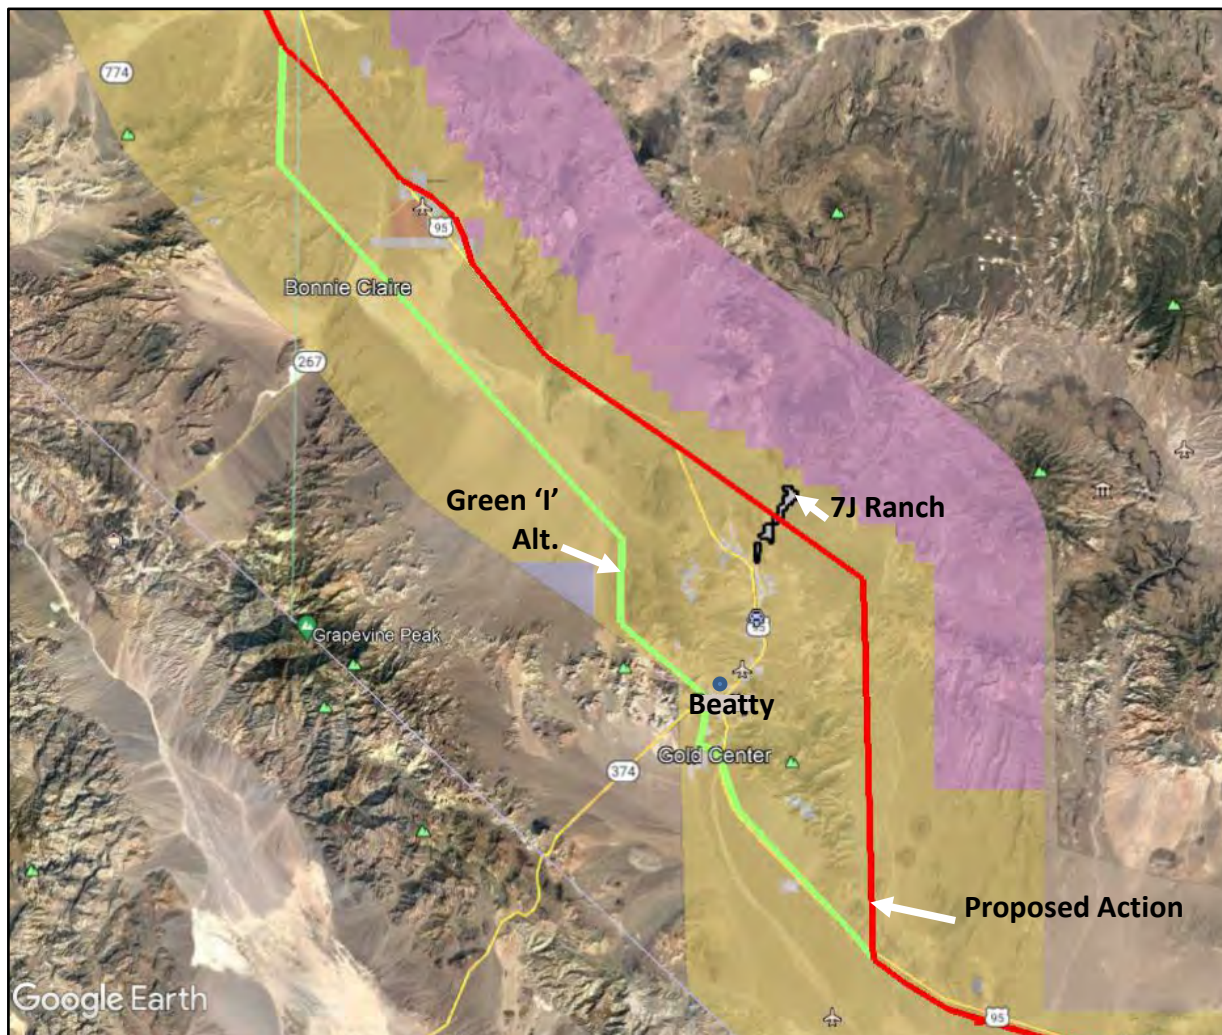 774
95
Bonnie Claire
267
Green ‘I’
Alt.
7J Ranch
Grapevine Peak
95
Beatty
Gold Center
374
Proposed Action
Google Earth
95